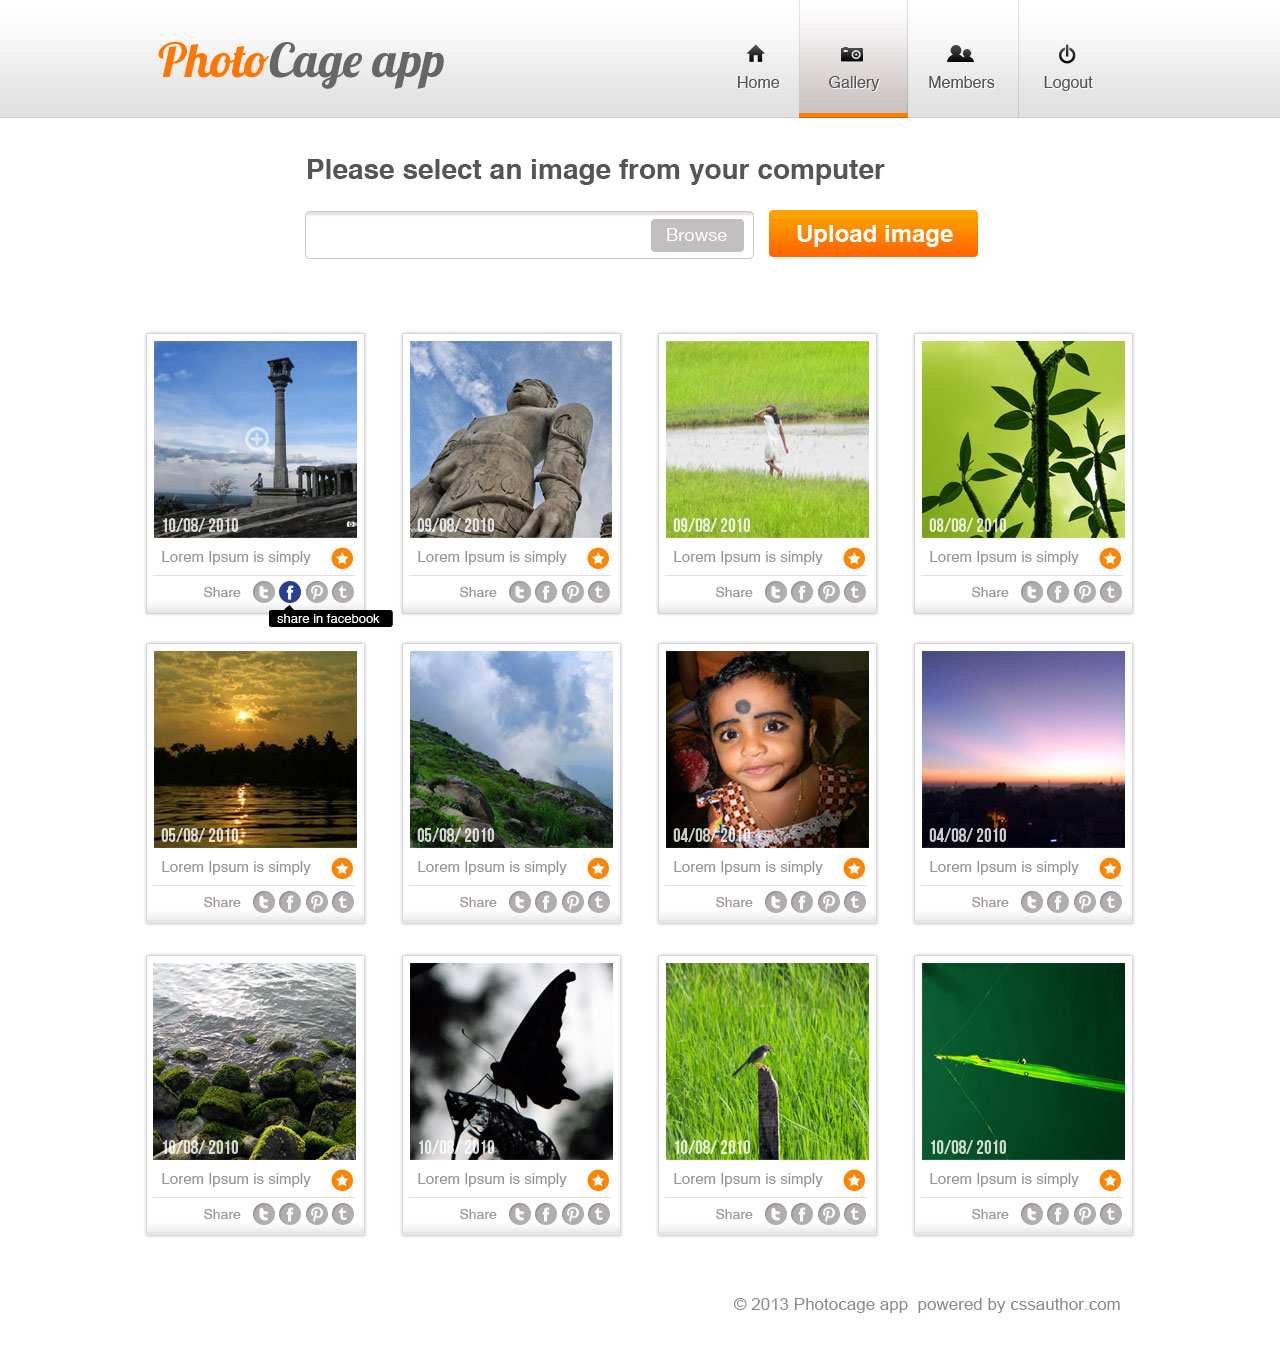 PhotoCage app
Home Gallery Members Logout
Please select an image from your computer
Browse Upload image
10/08/ 2010 09/08/ 2010 09/08/ 2010 08/08/ 2010
Lorem Ipsum is simply Lorem Ipsum is simply Lorem Ipsum is simply Lorem Ipsum is simply
Share Share Share Share
share in facebook
05/08/ 2010 05/08/ 2010 04/08/ 2010 04/08/ 2010
Lorem Ipsum is simply Lorem Ipsum is simply Lorem Ipsum is simply Lorem Ipsum is simply
Share Share Share Share
10/08/ 2010 10/08/ 2010 10/08/ 2010 10/08/ 2010
Lorem Ipsum is simply Lorem Ipsum is simply Lorem Ipsum is simply Lorem Ipsum is simply
Share Share Share Share
© 2013 Photocage app powered by cssauthor.com